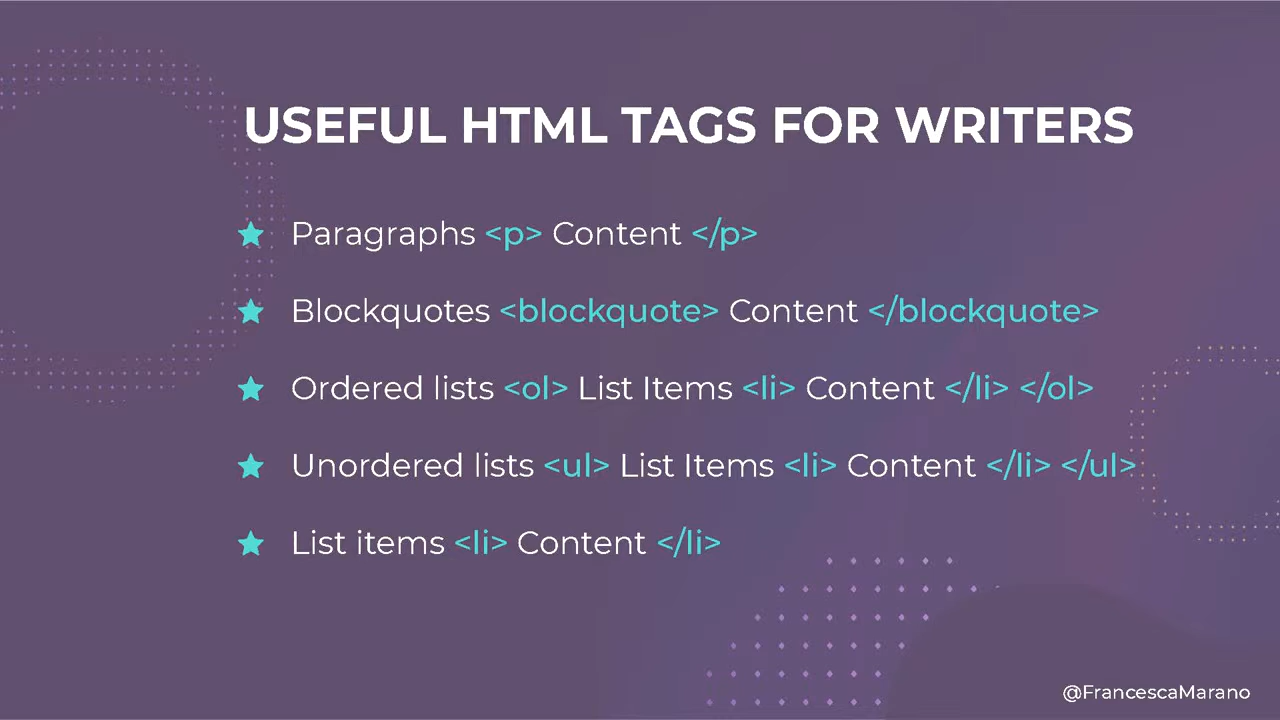 USEFUL HTML TAGS FOR WRITERS
Paragraphs <p> Content </p>
Blockquotes <blockquote> Content </blockquote>
Ordered lists <ol> List Items <li> Content </li> </ol>
Unordered lists <ul> List Items <li> Content </li> </ul>
List items <li> Content </li>
@FrancescaMarano